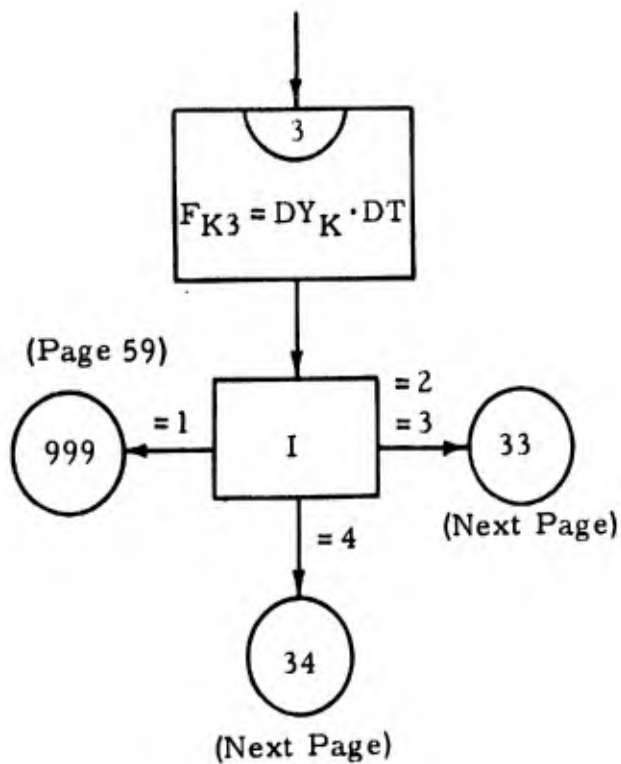 3
F_K3 = DY_K · DT
(Page 59)
=2
=1
=3
999
I
33
(Next Page)
=4
34
(Next Page)